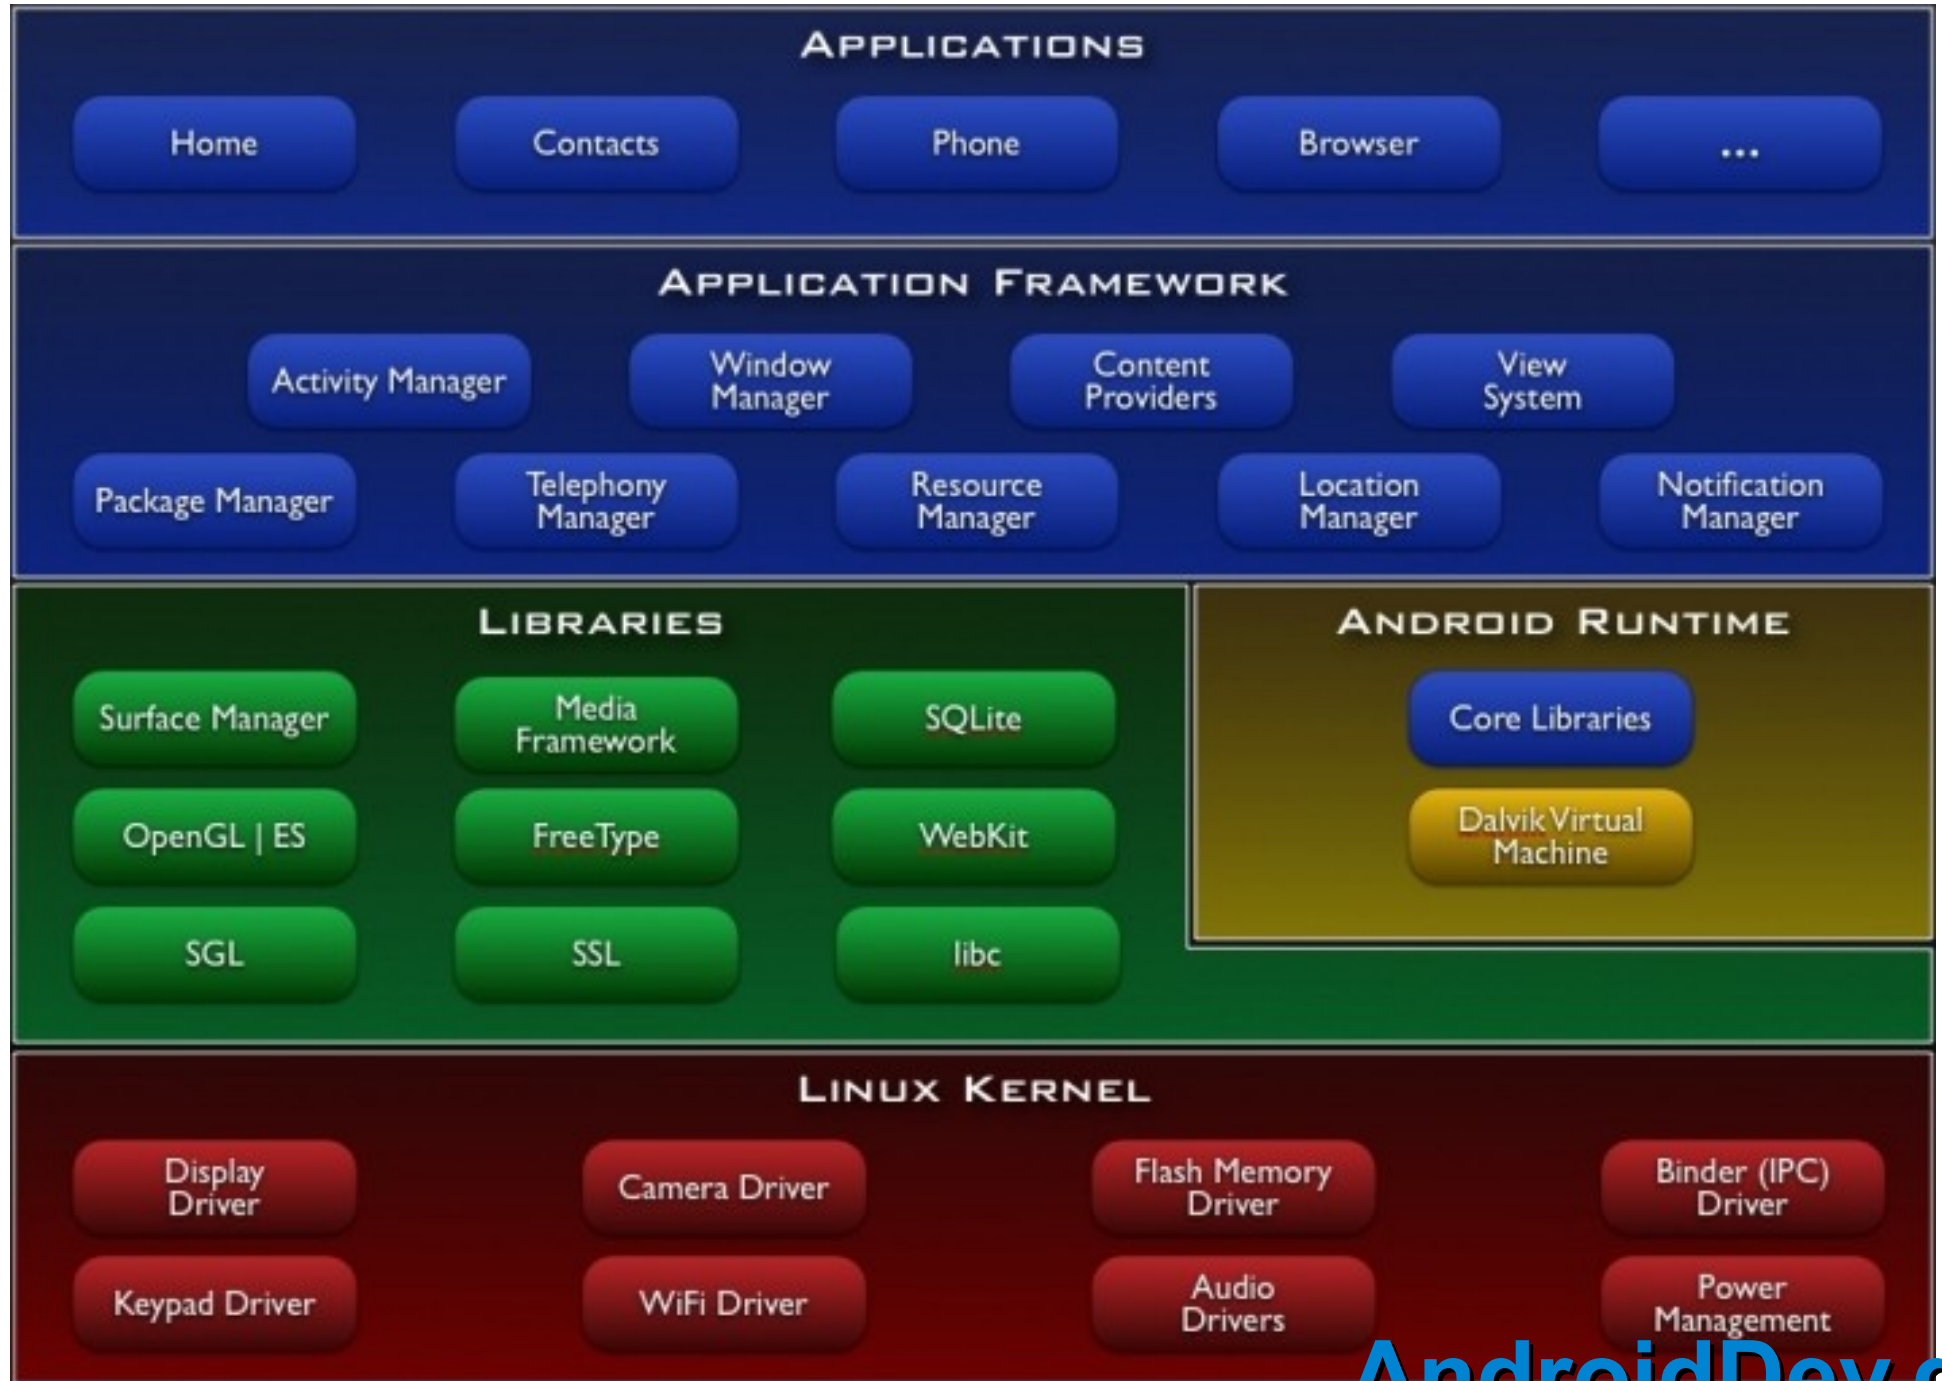 APPLICATIONS
Home
Contacts
Phone
Browser
...
APPLICATION FRAMEWORK
Activity Manager
Window
Manager
Content
Providers
View
System
Package Manager
Telephony
Manager
Resource
Manager
Location
Manager
Notification
Manager
LIBRARIES
Surface Manager
Media
Framework
SQLite
OpenGL | ES
FreeType
WebKit
SGL
SSL
libc
ANDROID RUNTIME
Core Libraries
Dalvik Virtual
Machine
LINUX KERNEL
Display
Driver
Camera Driver
Flash Memory
Driver
Binder (IPC)
Driver
Keypad Driver
WiFi Driver
Audio
Drivers
Power
Management